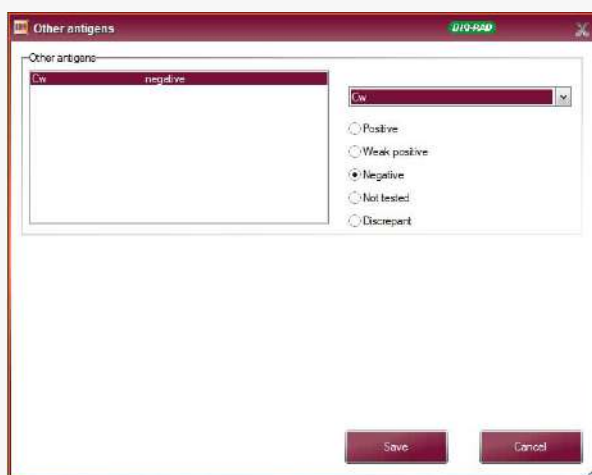 Other antigens
BIO-RAD
Other antigens
Cw negative
Cw
Positive
Weak positive
Negative
Not tested
Discrepant
Save
Cancel